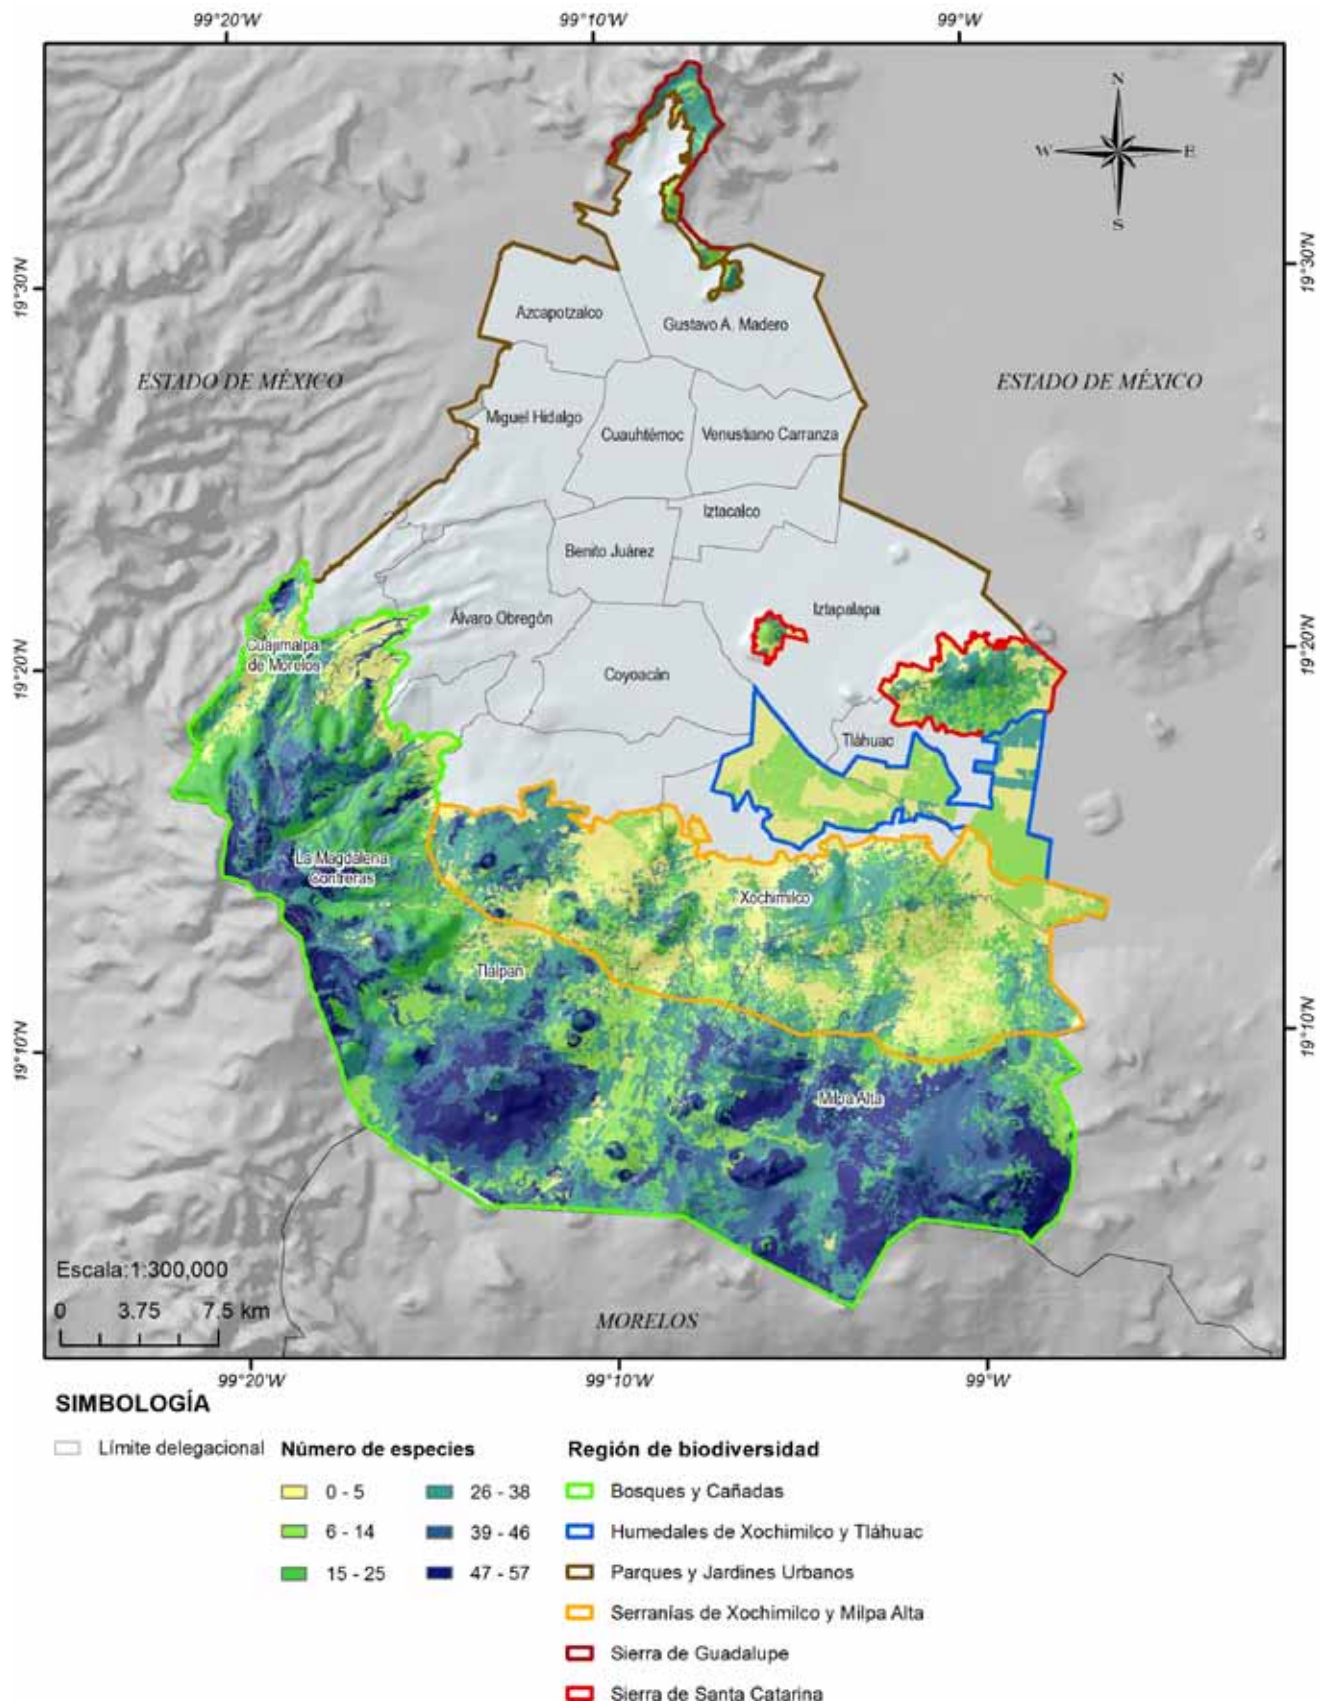 99°20'W 99°10'W 99°W
N
W E
S
19°30'N
19°30'N
Azcapotzalco
Gustavo A. Madero
ESTADO DE MÉXICO
ESTADO DE MÉXICO
Miguel Hidalgo
Cuauhtémoc
Venustiano Carranza
Iztacalco
Benito Juárez
Iztapalapa
Álvaro Obregón
Cuajimalpa
de Morelos
19°20'N
19°20'N
Coyoacán
Tláhuac
La Magdalena
Contreras
Xochimilco
Tlalpan
19°10'N
19°10'N
Milpa Alta
Escala:1:300,000
0 3.75 7.5 km
MORELOS
99°20'W 99°10'W 99°W
SIMBOLOGÍA
Límite delegacional
Número de especies
0 - 5
6 - 14
15 - 25
26 - 38
39 - 46
47 - 57
Región de biodiversidad
Bosques y Cañadas
Humedales de Xochimilco y Tláhuac
Parques y Jardines Urbanos
Serranías de Xochimilco y Milpa Alta
Sierra de Guadalupe
Sierra de Santa Catarina